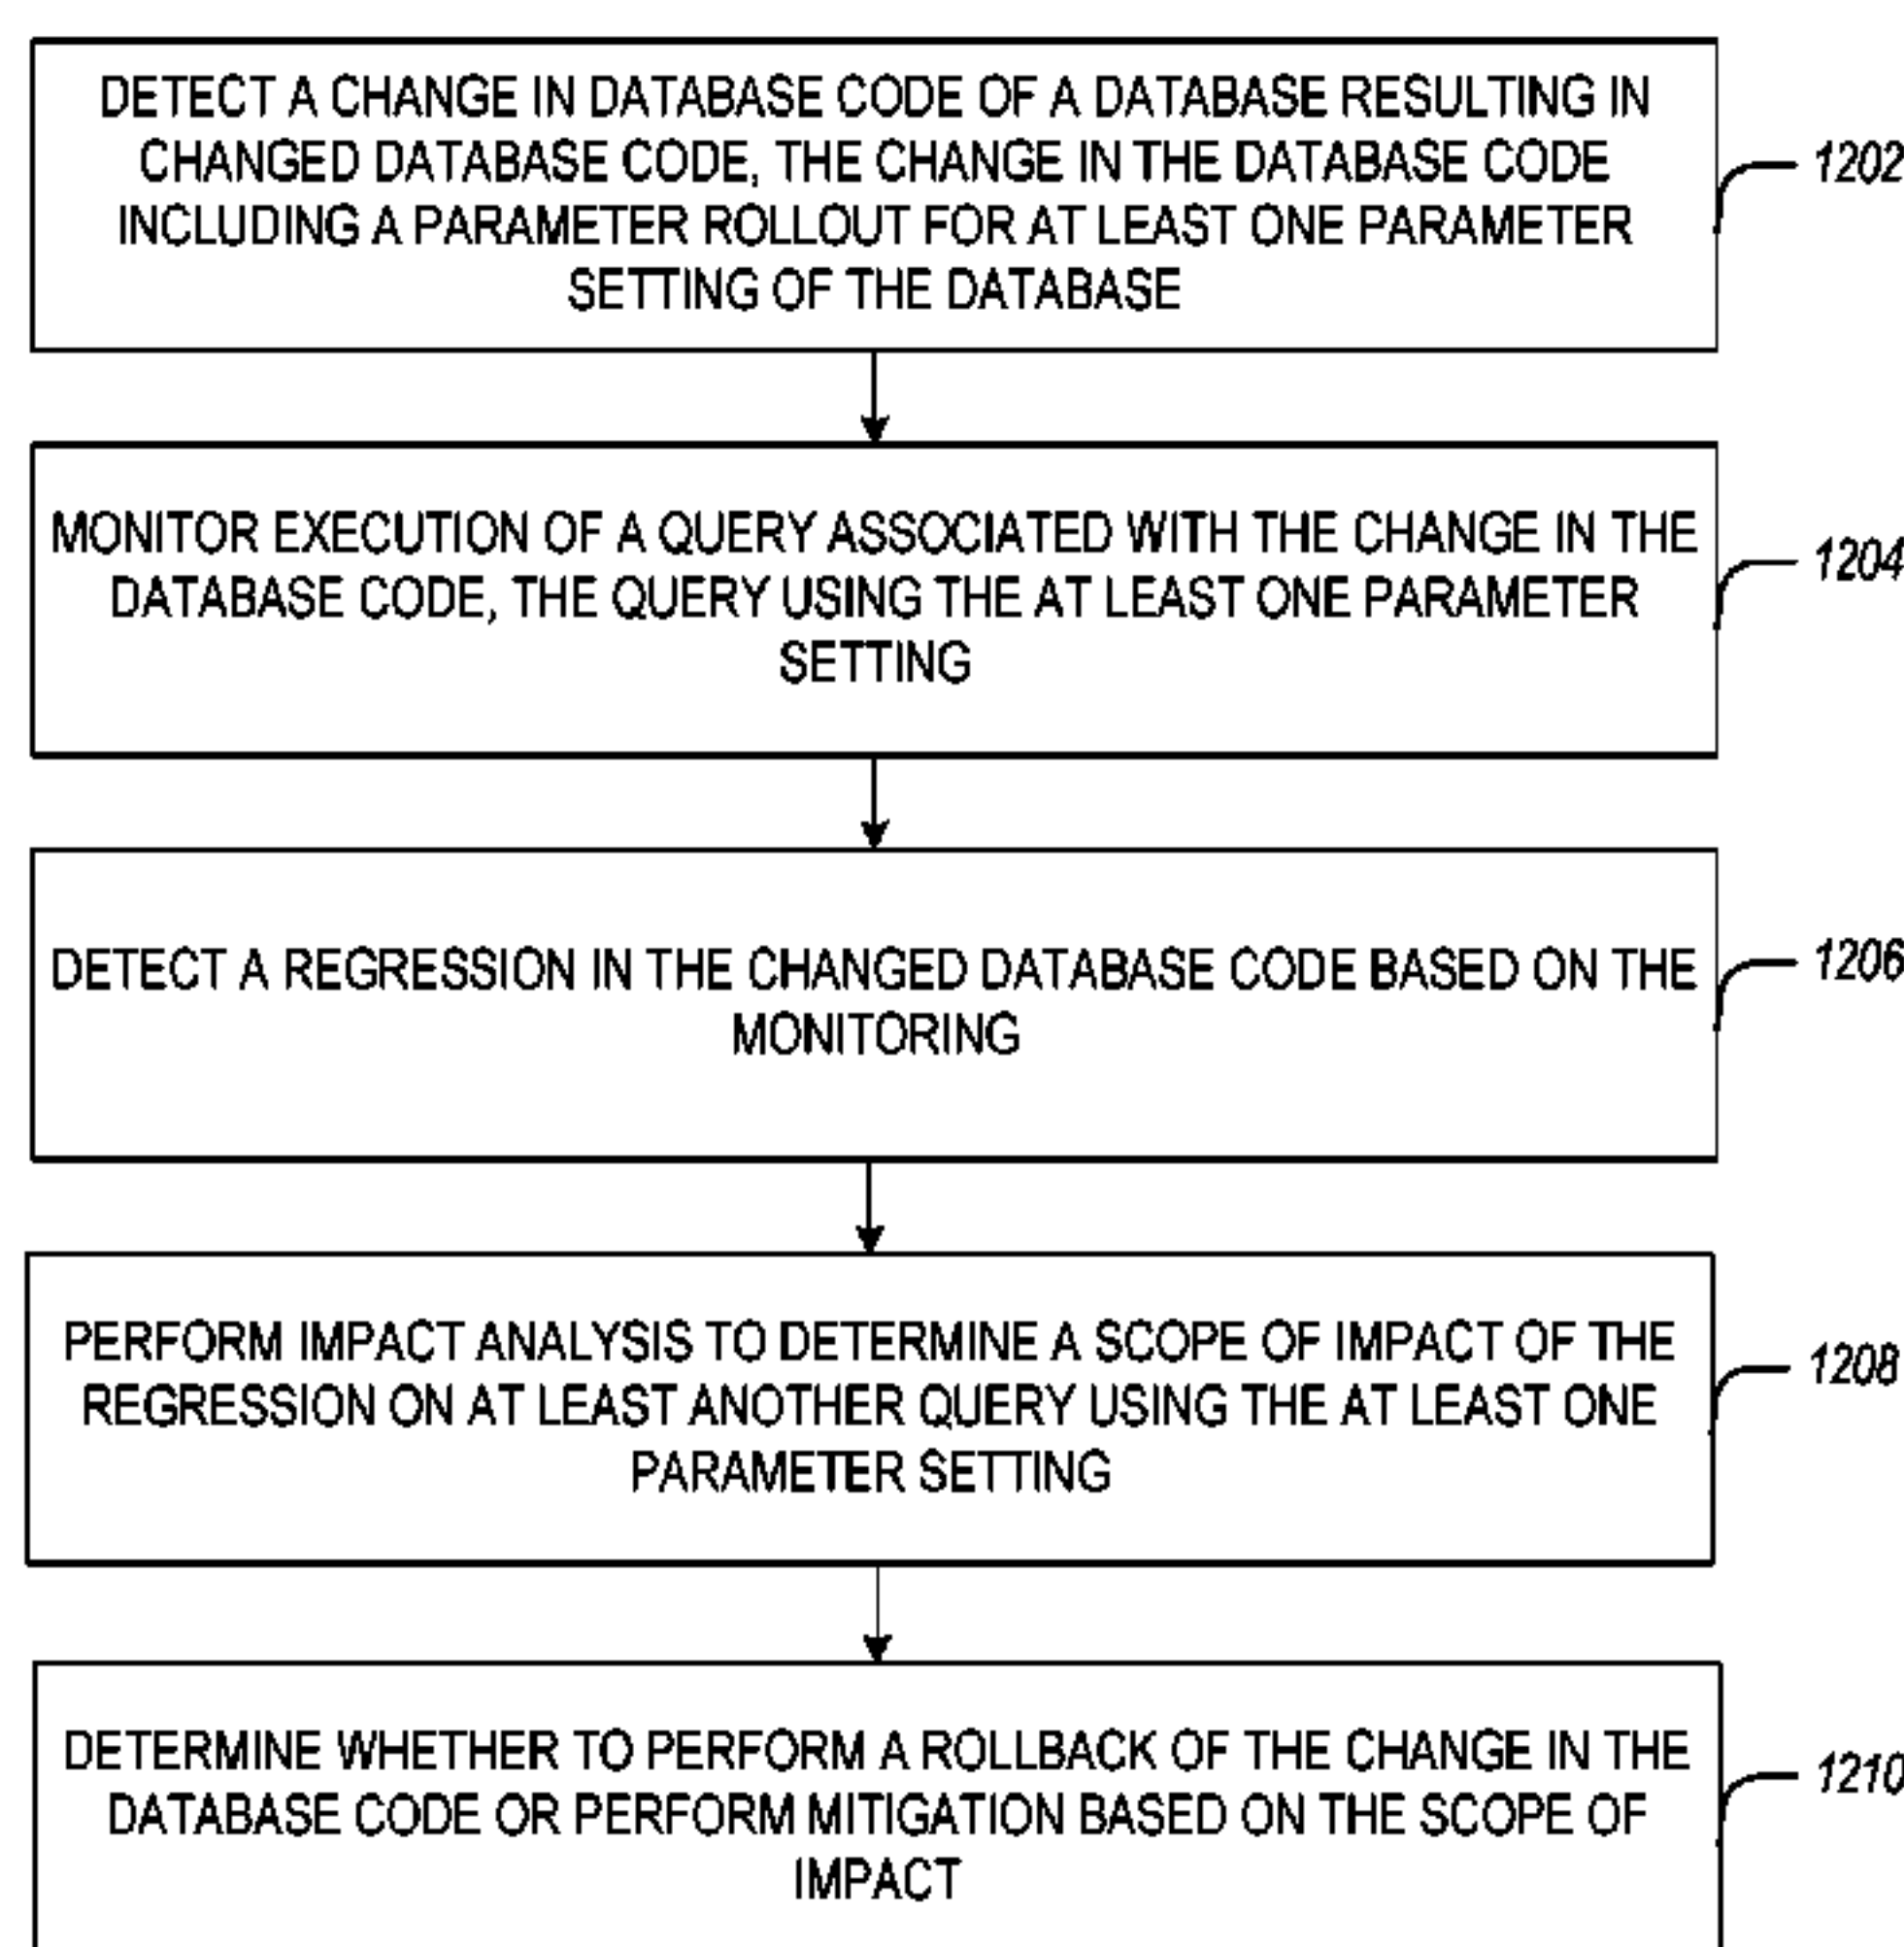 DETECT A CHANGE IN DATABASE CODE OF A DATABASE RESULTING IN
CHANGED DATABASE CODE, THE CHANGE IN THE DATABASE CODE
INCLUDING A PARAMETER ROLLOUT FOR AT LEAST ONE PARAMETER
SETTING OF THE DATABASE
1202
MONITOR EXECUTION OF A QUERY ASSOCIATED WITH THE CHANGE IN THE
DATABASE CODE, THE QUERY USING THE AT LEAST ONE PARAMETER
SETTING
1204
DETECT A REGRESSION IN THE CHANGED DATABASE CODE BASED ON THE
MONITORING
1206
PERFORM IMPACT ANALYSIS TO DETERMINE A SCOPE OF IMPACT OF THE
REGRESSION ON AT LEAST ANOTHER QUERY USING THE AT LEAST ONE
PARAMETER SETTING
1208
DETERMINE WHETHER TO PERFORM A ROLLBACK OF THE CHANGE IN THE
DATABASE CODE OR PERFORM MITIGATION BASED ON THE SCOPE OF
IMPACT
1210